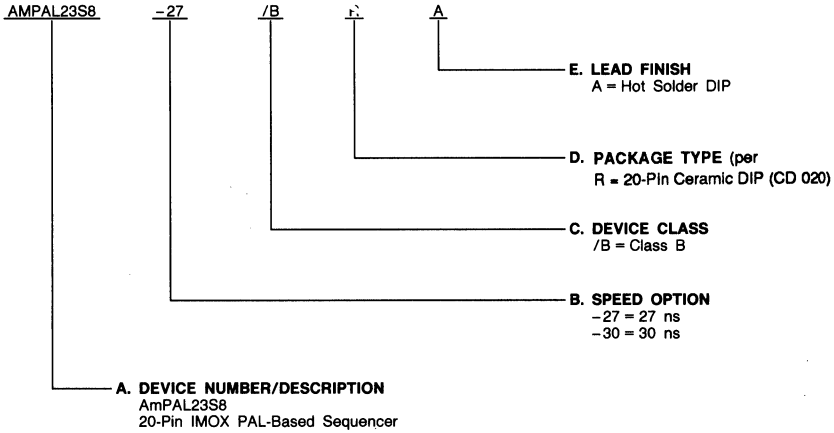 AMPAL23S8 -27 /B A
E. LEAD FINISH
A = Hot Solder DIP
D. PACKAGE TYPE (per
R = 20-Pin Ceramic DIP (CD 020)
C. DEVICE CLASS
/B = Class B
B. SPEED OPTION
-27 = 27 ns
-30 = 30 ns
A. DEVICE NUMBER/DESCRIPTION
AmPAL23S8
20-Pin IMOX PAL-Based Sequencer